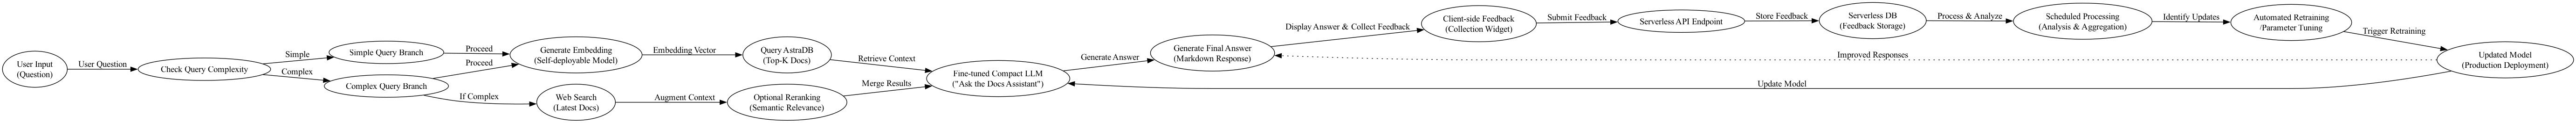 User Input
(Question)
User Question
Check Query Complexity
Simple
Complex
Simple Query Branch
Complex Query Branch
Proceed
Proceed
If Complex
Generate Embedding
(Self-deployable Model)
Web Search
(Latest Docs)
Embedding Vector
Augment Context
Query AstraDB
(Top-K Docs)
Optional Reranking
(Semantic Relevance)
Retrieve Context
Merge Results
Fine-tuned Compact LLM
("Ask the Docs Assistant")
Generate Answer
Generate Final Answer
(Markdown Response)
Display Answer & Collect Feedback
Client-side Feedback
(Collection Widget)
Submit Feedback
Serverless API Endpoint
Store Feedback
Serverless DB
(Feedback Storage)
Process & Analyze
Scheduled Processing
(Analysis & Aggregation)
Identify Updates
Automated Retraining
/Parameter Tuning
Trigger Retraining
Improved Responses
Updated Model
(Production Deployment)
Update Model